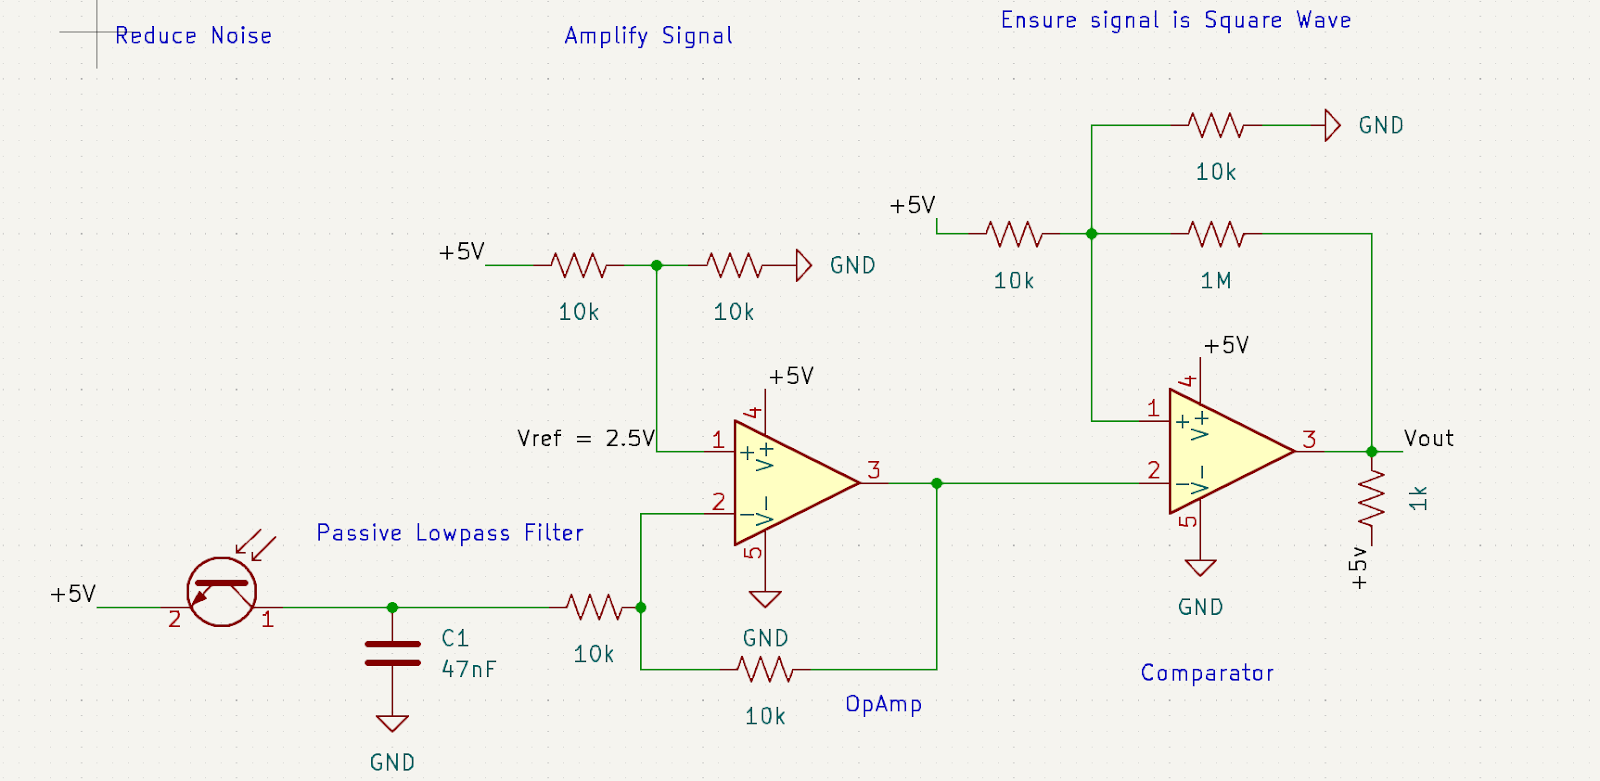 Reduce Noise
Amplify Signal
Ensure signal is Square Wave
GND
10k
+5V
10k
1M
+5V
10k
10k
GND
+5V
4
1
+
V+
3
Vout
2
−
V-
5
1k
+5v
GND
Comparator
+5V
4
Vref = 2.5V
1
+
V+
3
2
−
V-
5
GND
Passive Lowpass Filter
+5V
2
1
C1
47nF
GND
10k
10k
OpAmp